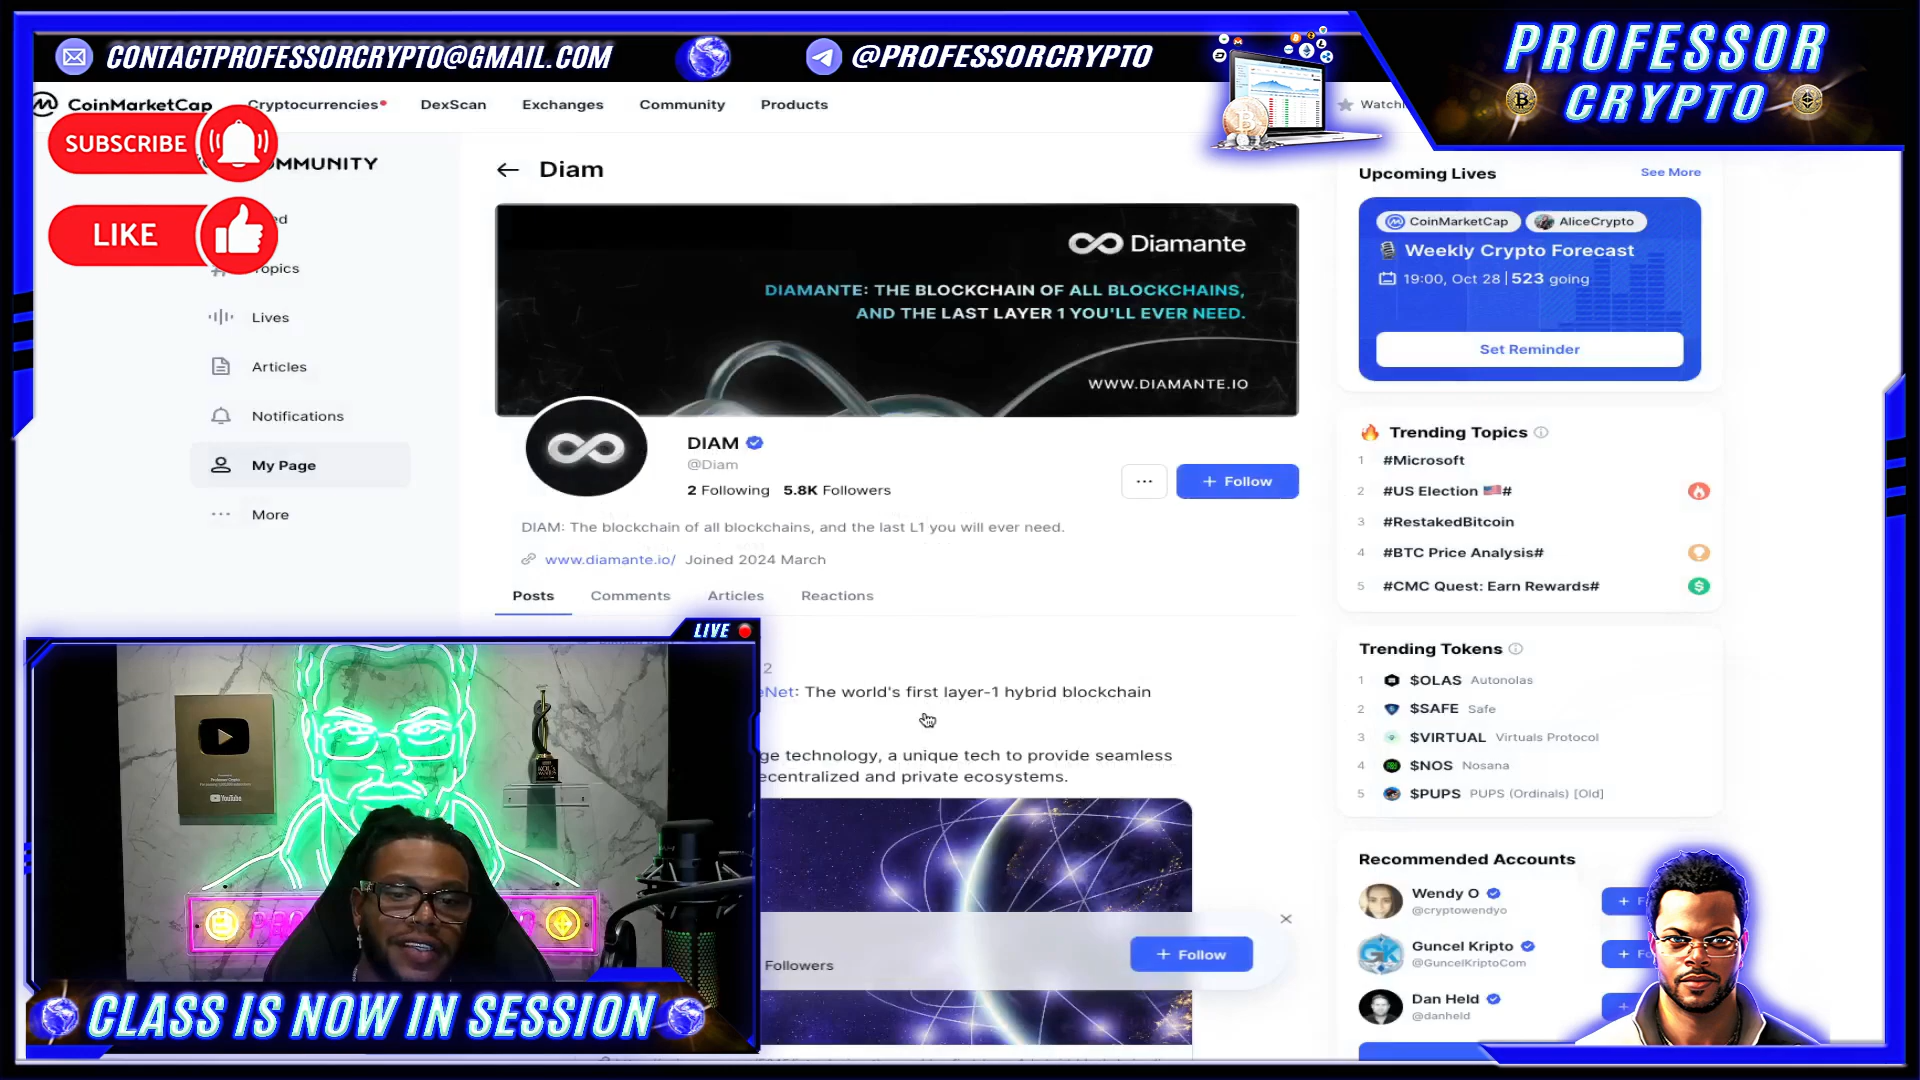 CONTACTPROFESSORCRYPTO@GMAIL.COM
@PROFESSORCRYPTO
PROFESSOR
CRYPTO
CoinMarketCap
Cryptocurrencies
DexScan
Exchanges
Community
Products
SUBSCRIBE
LIKE
Lives
Articles
Notifications
My Page
More
Diam
Diamante
DIAMANTE: THE BLOCKCHAIN OF ALL BLOCKCHAINS,
AND THE LAST LAYER 1 YOU'LL EVER NEED.
WWW.DIAMANTE.IO
DIAM
@Diam
2 Following 5.8K Followers
+ Follow
DIAM: The blockchain of all blockchains, and the last L1 you will ever need.
www.diamante.io/ Joined 2024 March
Posts
Comments
Articles
Reactions
2
eNet: The world's first layer-1 hybrid blockchain
ge technology, a unique tech to provide seamless
ecentralized and private ecosystems.
Followers
+ Follow
Upcoming Lives
See More
CoinMarketCap
AliceCrypto
Weekly Crypto Forecast
19:00, Oct 28 | 523 going
Set Reminder
Trending Topics
1 #Microsoft
2 #US Election 🇺🇸#
3 #RestakedBitcoin
4 #BTC Price Analysis#
5 #CMC Quest: Earn Rewards#
Trending Tokens
1 $OLAS Autonolas
2 $SAFE Safe
3 $VIRTUAL Virtuals Protocol
4 $NOS Nosana
5 $PUPS PUPS (Ordinals) [Old]
Recommended Accounts
Wendy O
@cryptowendyo
Guncel Kripto
@GuncelKriptoCom
Dan Held
@danheld
LIVE
YouTube
CLASS IS NOW IN SESSION